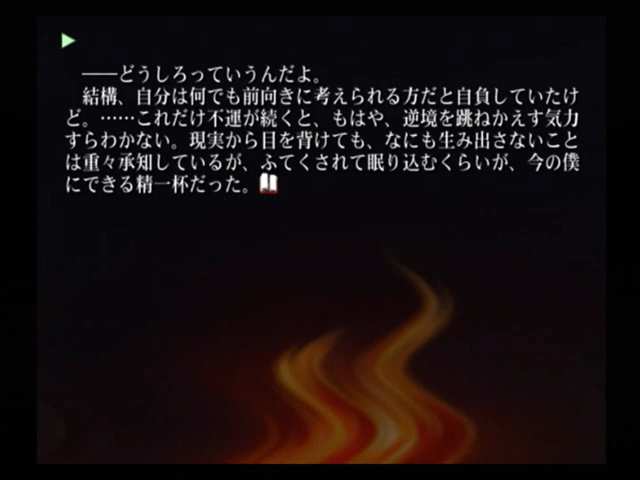 ――どうしろっていうんだよ。
結構、自分は何でも前向きに考えられる方だと自負していたけ
ど。……これだけ不運が続くと、もはや、逆境を跳ねかえす気力
すらわかない。現実から目を背けても、なにも生み出さないこと
は重々承知しているが、ふてくされて眠り込むくらいが、今の僕
にできる精一杯だった。